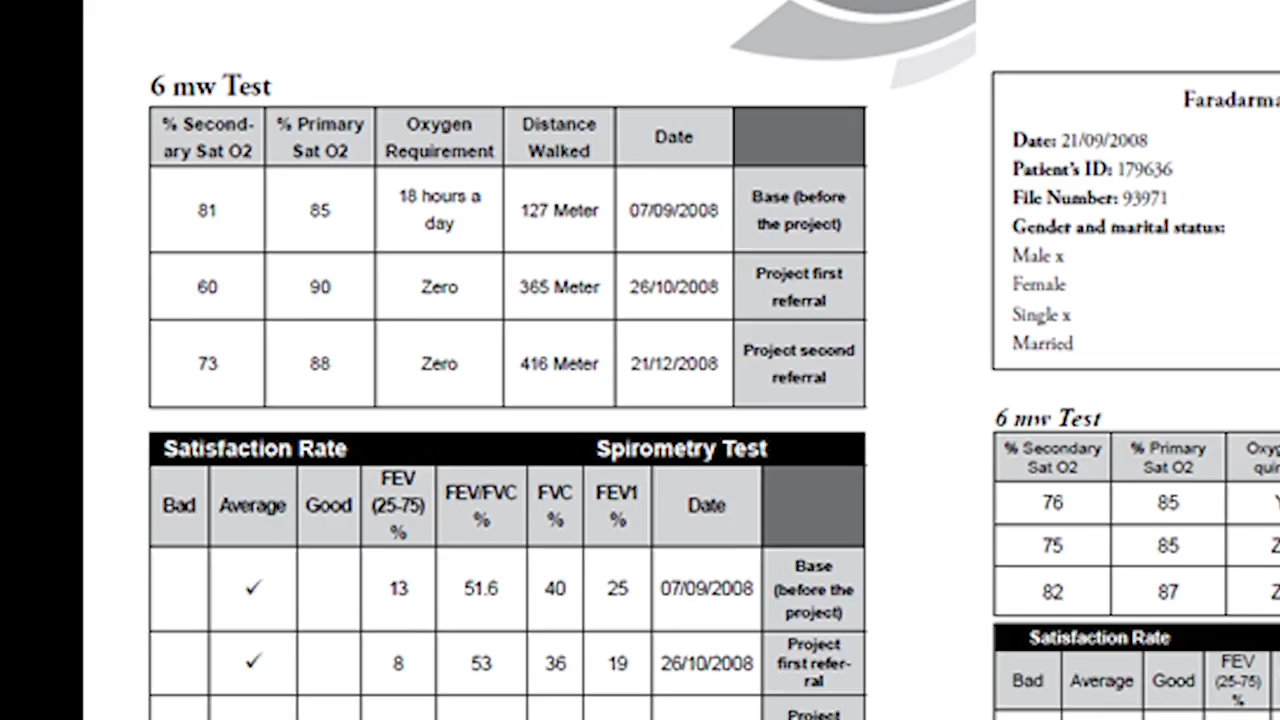 6 mw Test
% Second- % Primary Oxygen Distance Date
ary Sat O2 Sat O2 Requirement Walked
81 85 18 hours a day 127 Meter 07/09/2008 Base (before the project)
60 90 Zero 365 Meter 26/10/2008 Project first referral
73 88 Zero 416 Meter 21/12/2008 Project second referral
Satisfaction Rate Spirometry Test
Bad Average Good FEV (25-75) % FEV/FVC % FVC % FEV1 % Date
✓ 13 51.6 40 25 07/09/2008 Base (before the project)
✓ 8 53 36 19 26/10/2008 Project first refer-ral
Project
Date: 21/09/2008
Patient's ID: 179636
File Number: 93971
Gender and marital status:
Male x
Female
Single x
Married
6 mw Test
% Secondary % Primary
Sat O2 Sat O2
76 85
75 85
82 87
Satisfaction Rate
Bad Average Good FEV (25-75) %